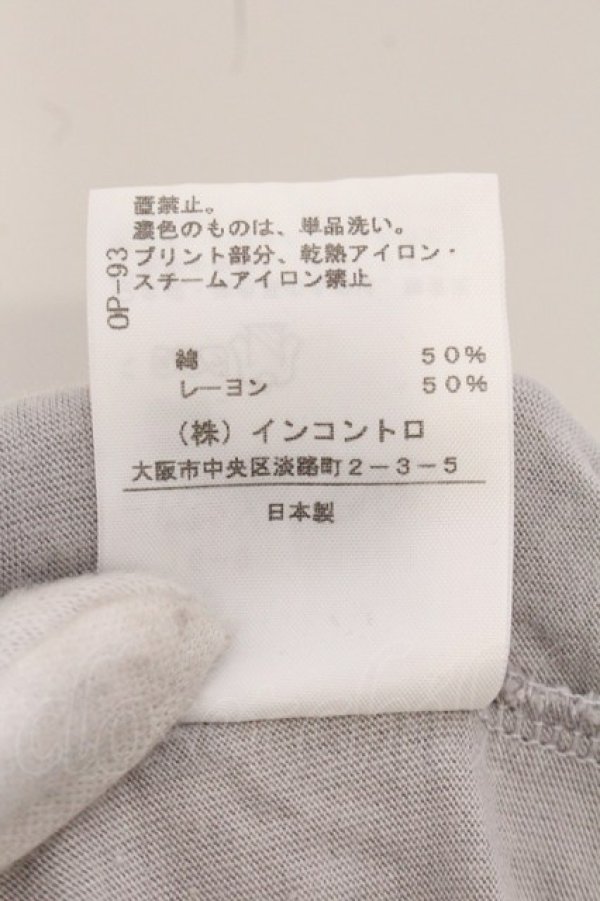 置禁止。
濃色のものは、単品洗い。
プリント部分、乾熱アイロン・
スチームアイロン禁止
OP-93
綿 50%
レーヨン 50%
（株）インコントロ
大阪市中央区淡路町2-3-5
日本製